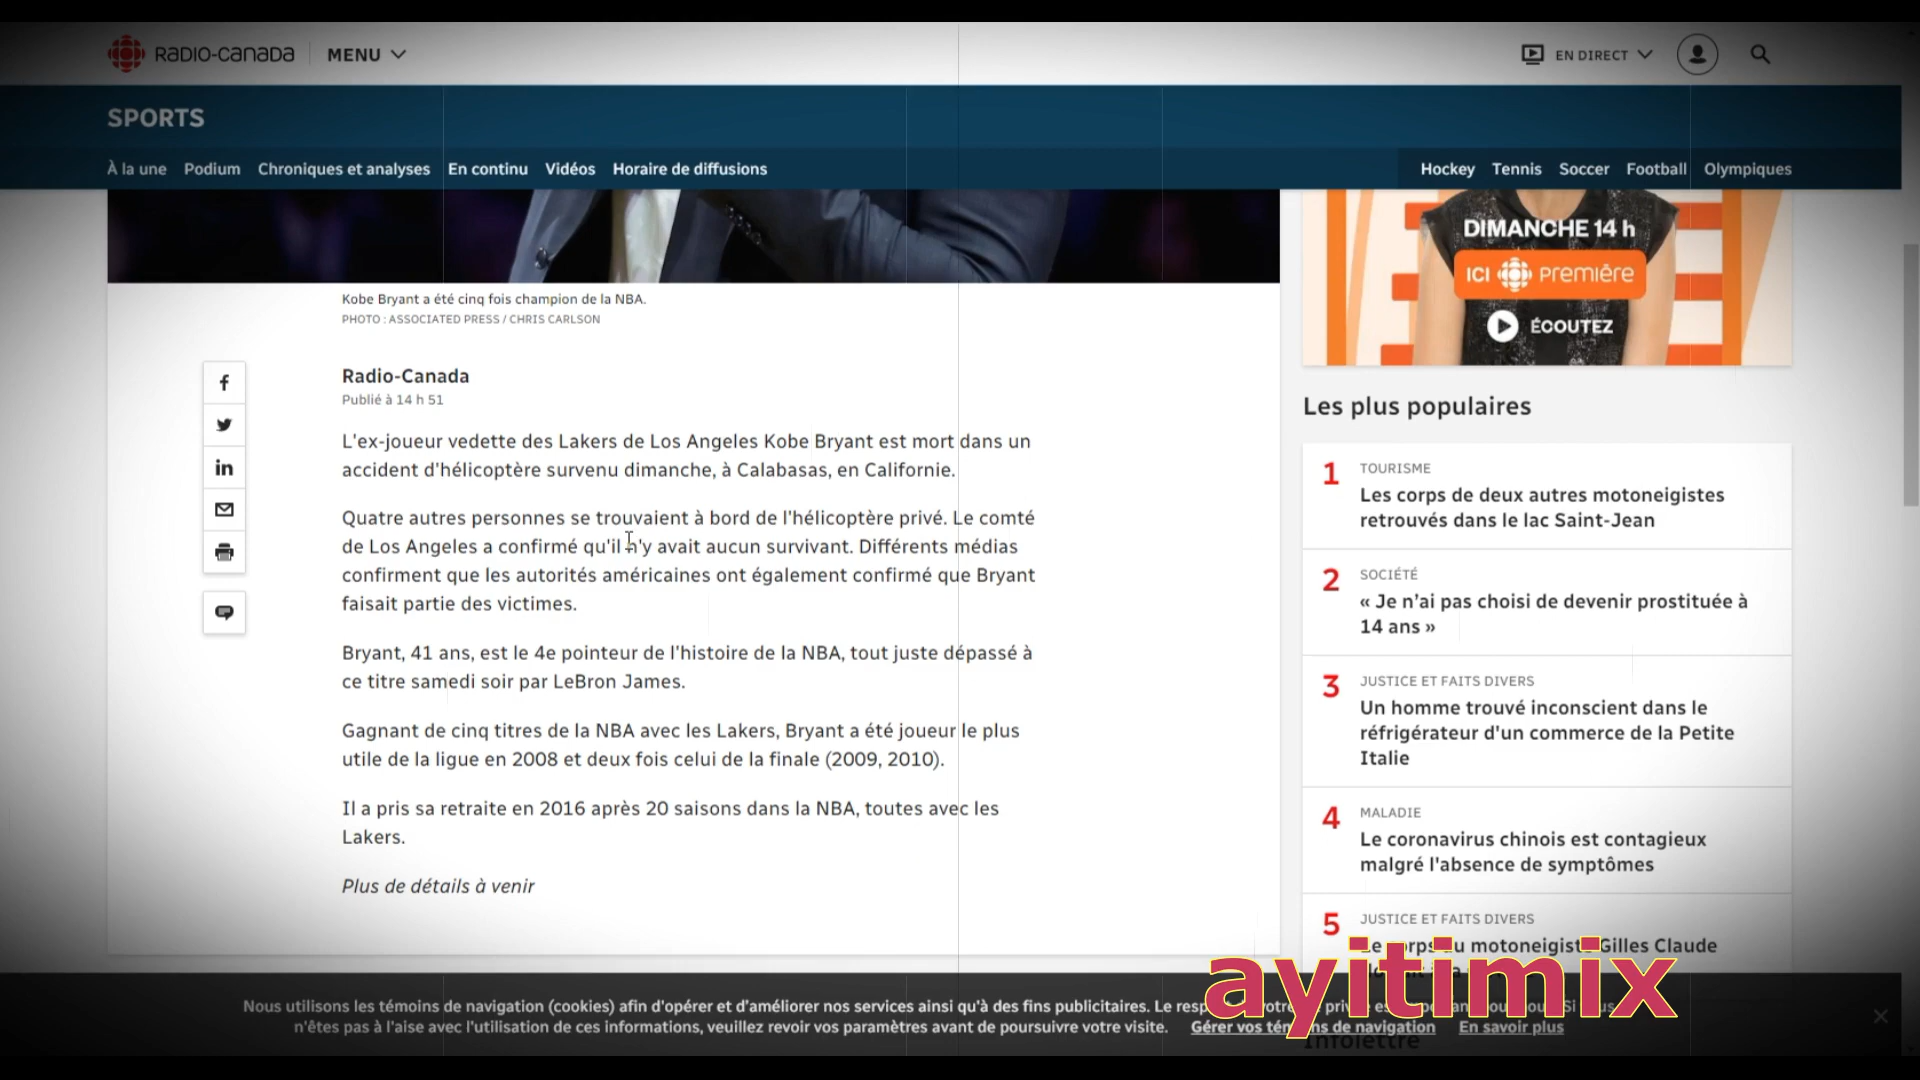 RADIO-CANADA
MENU
EN DIRECT
SPORTS
À la une Podium Chroniques et analyses En continu Vidéos Horaire de diffusions
Hockey Tennis Soccer Football Olympiques
Kobe Bryant a été cinq fois champion de la NBA.
PHOTO : ASSOCIATED PRESS / CHRIS CARLSON
Radio-Canada
Publié à 14 h 51
L'ex-joueur vedette des Lakers de Los Angeles Kobe Bryant est mort dans un
accident d'hélicoptère survenu dimanche, à Calabasas, en Californie.
Quatre autres personnes se trouvaient à bord de l'hélicoptère privé. Le comté
de Los Angeles a confirmé qu'il n'y avait aucun survivant. Différents médias
confirment que les autorités américaines ont également confirmé que Bryant
faisait partie des victimes.
Bryant, 41 ans, est le 4e pointeur de l'histoire de la NBA, tout juste dépassé à
ce titre samedi soir par LeBron James.
Gagnant de cinq titres de la NBA avec les Lakers, Bryant a été joueur le plus
utile de la ligue en 2008 et deux fois celui de la finale (2009, 2010).
Il a pris sa retraite en 2016 après 20 saisons dans la NBA, toutes avec les
Lakers.
Plus de détails à venir
DIMANCHE 14 h
ICI PREMIÈRE
ÉCOUTEZ
Les plus populaires
1 TOURISME
Les corps de deux autres motoneigistes
retrouvés dans le lac Saint-Jean
2 SOCIÉTÉ
« Je n'ai pas choisi de devenir prostituée à
14 ans »
3 JUSTICE ET FAITS DIVERS
Un homme trouvé inconscient dans le
réfrigérateur d'un commerce de la Petite
Italie
4 MALADIE
Le coronavirus chinois est contagieux
malgré l'absence de symptômes
5 JUSTICE ET FAITS DIVERS
Gilles Claude
ayitimix
Nous utilisons les témoins de navigation (cookies) afin d'opérer et d'améliorer nos services ainsi qu'à des fins publicitaires. Le
n'êtes pas à l'aise avec l'utilisation de ces informations, veuillez revoir vos paramètres avant de poursuivre votre visite. Gérer vos de navigation En savoir plus
Infolettre